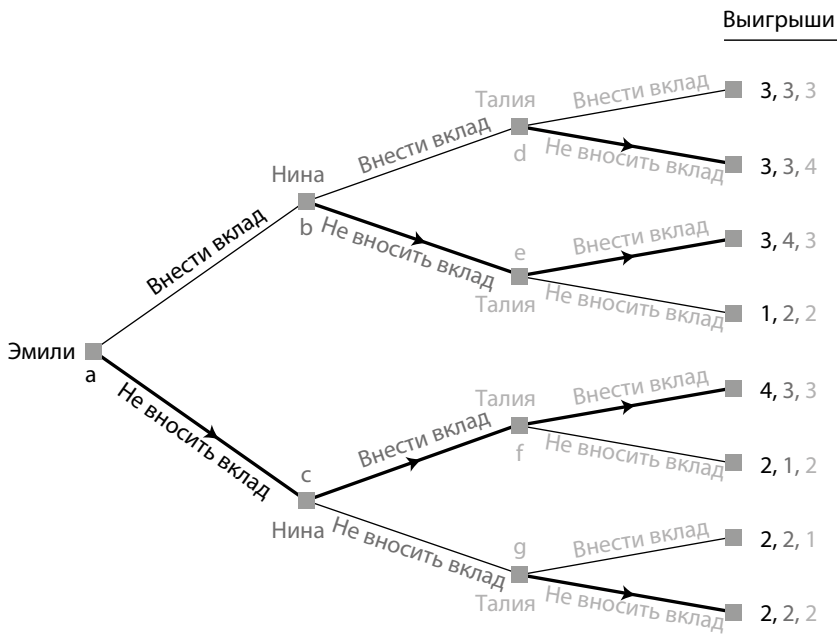 Выигрыши
Талия
Внести вклад
3, 3, 3
d
Не вносить вклад
3, 3, 4
Нина
Внести вклад
b
Не вносить вклад
e
Внести вклад
3, 4, 3
Талия
Не вносить вклад
1, 2, 2
Внести вклад
Эмили
a
Не вносить вклад
Талия
Внести вклад
4, 3, 3
f
Не вносить вклад
2, 1, 2
c
Внести вклад
Нина
Не вносить вклад
g
Внести вклад
2, 2, 1
Талия
Не вносить вклад
2, 2, 2